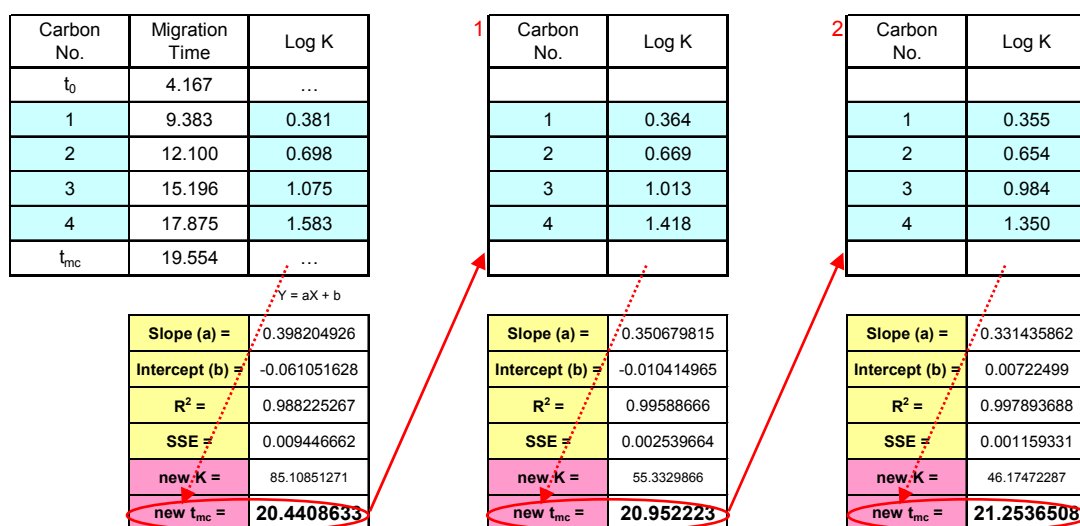 Carbon No. Migration Time Log K
t0 4.167 …
1 9.383 0.381
2 12.100 0.698
3 15.196 1.075
4 17.875 1.583
tmc 19.554 …
Y = aX + b
Slope (a) = 0.398204926
Intercept (b) = -0.061051628
R2 = 0.988225267
SSE = 0.009446662
new K = 85.10851271
new tmc = 20.4408633
1
Carbon No. Log K
1 0.364
2 0.669
3 1.013
4 1.418
Slope (a) = 0.350679815
Intercept (b) = -0.010414965
R2 = 0.99588666
SSE = 0.002539664
new K = 55.3329866
new tmc = 20.952223
2
Carbon No. Log K
1 0.355
2 0.654
3 0.984
4 1.350
Slope (a) = 0.331435862
Intercept (b) = 0.00722499
R2 = 0.997893688
SSE = 0.001159331
new K = 46.17472287
new tmc = 21.2536508